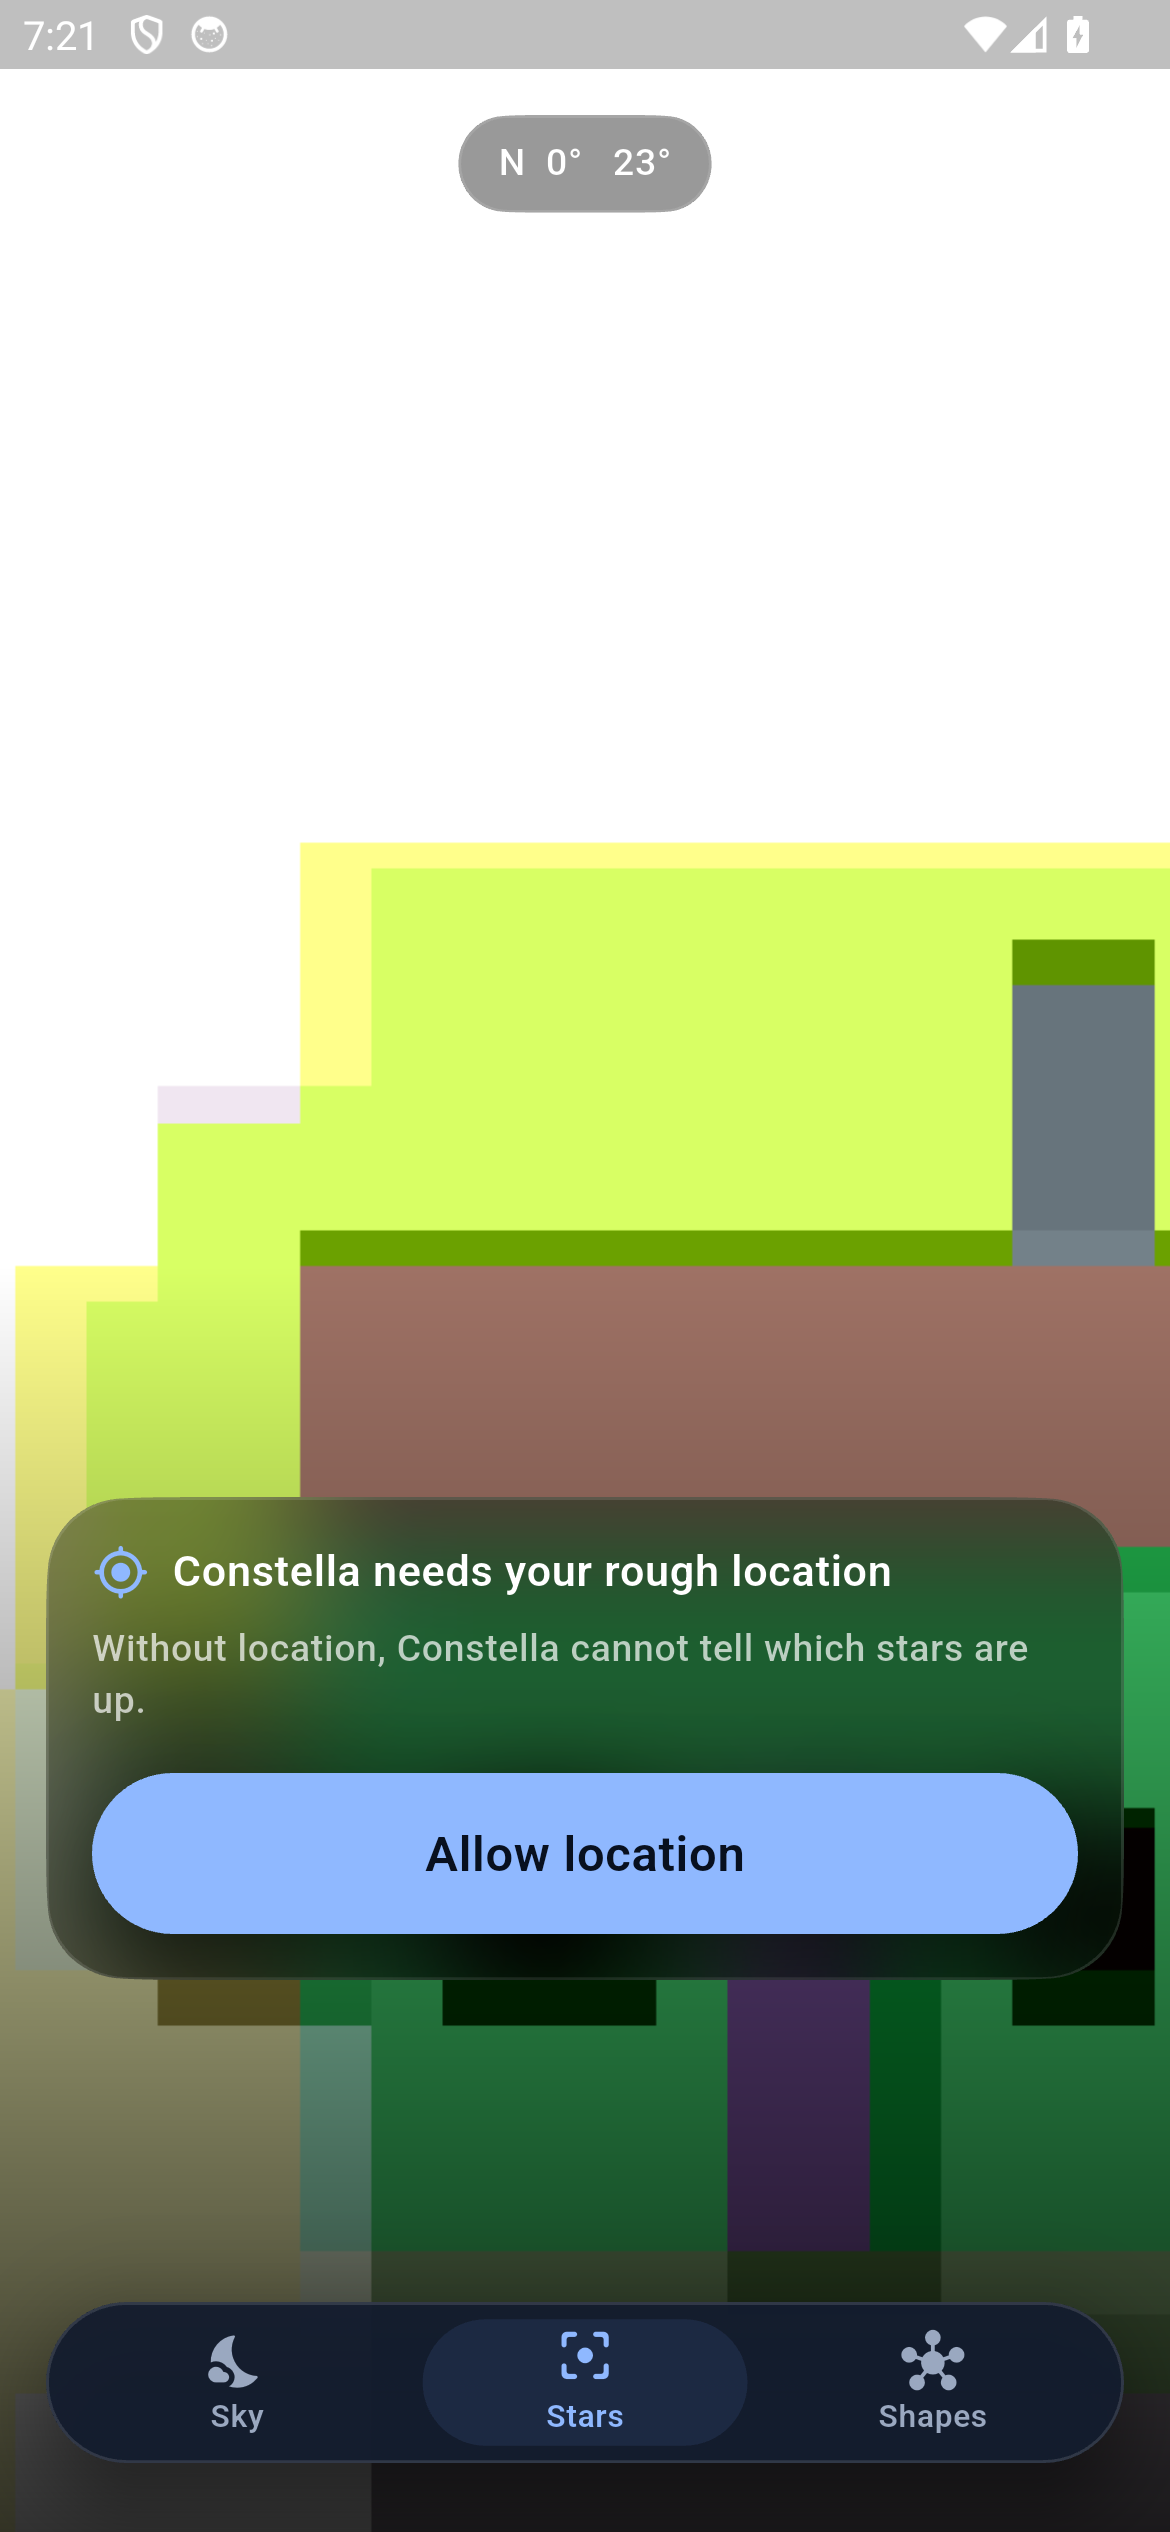 7:21
N 0° 23°
Constella needs your rough location
Without location, Constella cannot tell which stars are
up.
Allow location
Sky
Stars
Shapes